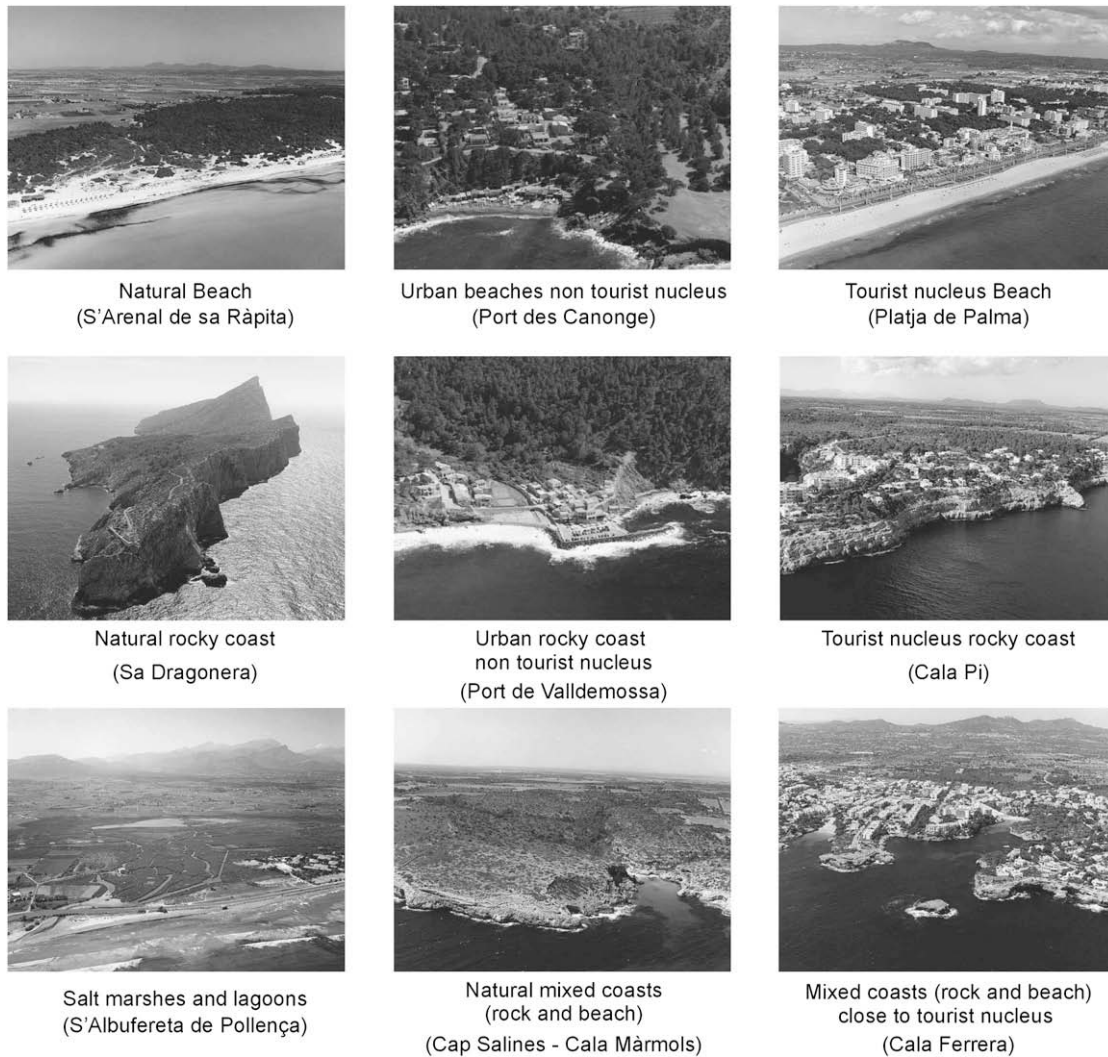 Natural Beach
(S'Arenal de sa Ràpita)
Urban beaches non tourist nucleus
(Port des Canonge)
Tourist nucleus Beach
(Platja de Palma)
Natural rocky coast
(Sa Dragonera)
Urban rocky coast
non tourist nucleus
(Port de Valldemossa)
Tourist nucleus rocky coast
(Cala Pi)
Salt marshes and lagoons
(S'Albufereta de Pollença)
Natural mixed coasts
(rock and beach)
(Cap Salines - Cala Màrmols)
Mixed coasts (rock and beach)
close to tourist nucleus
(Cala Ferrera)